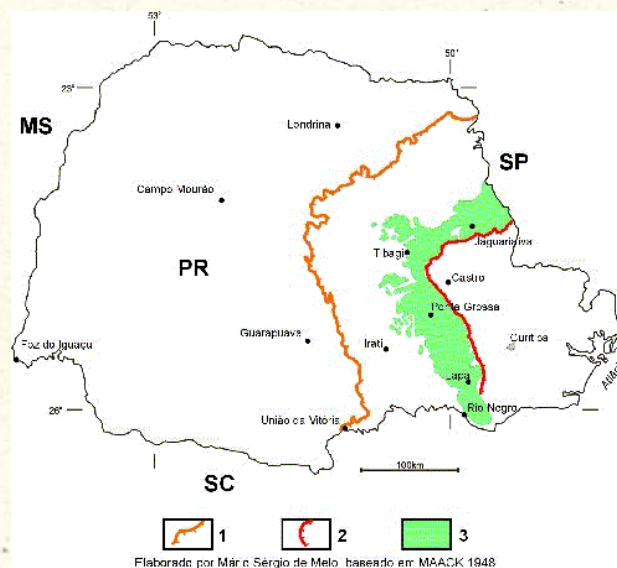 53°
50°
23°
MS
Londrina
SP
Campo Mourão
Jaguariaíva
Tibagi
PR
Castro
Ponta Grossa
Foz do Iguaçu
Guarapuava
Irati
Curitiba
Lapa
26°
União da Vitória
Rio Negro
SC
100km
1
2
3
Elaborado por Mário Sérgio de Melo, baseado em MAACK 1948